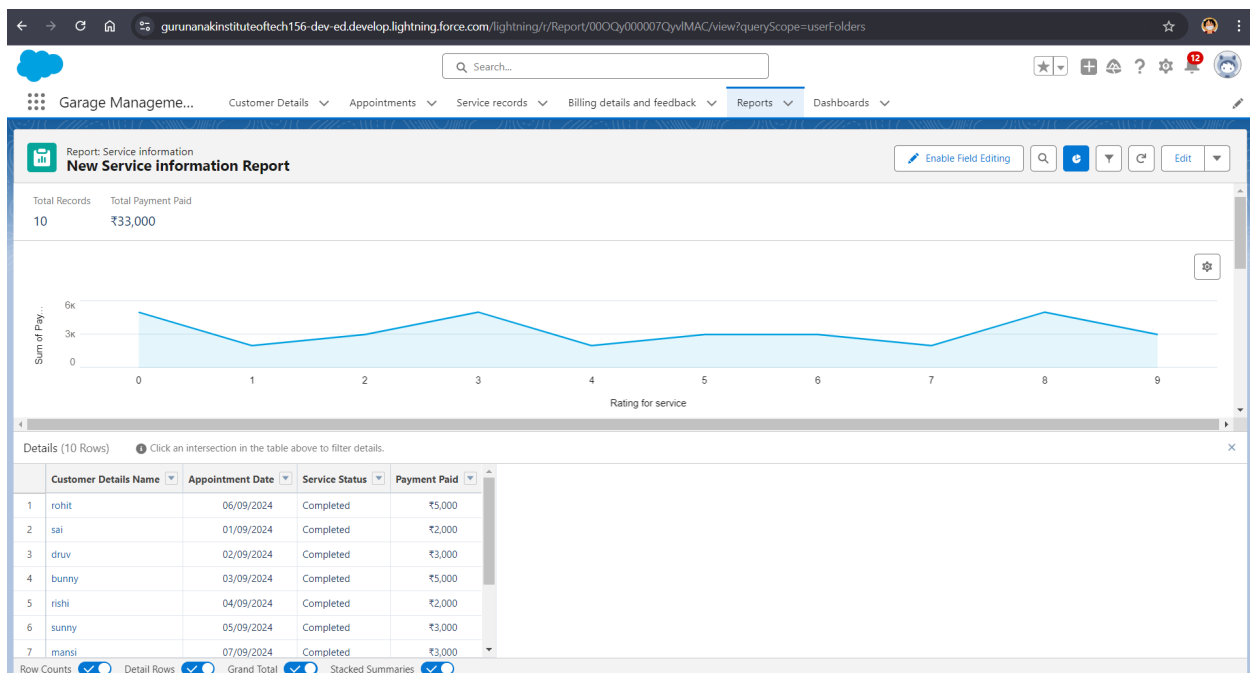 gurunanakinstituteoftech156-dev-ed.develop.lightning.force.com/lightning/r/Report/00OQy000007QyvlMAC/view?queryScope=userFolders
Search...
12
Garage Manageme... Customer Details Appointments Service records Billing details and feedback Reports Dashboards
Report: Service information
New Service information Report
Enable Field Editing
Edit
Total Records Total Payment Paid
10 ₹33,000
Sum of Pay...
6K
3K
0
0 1 2 3 4 5 6 7 8 9
Rating for service
Details (10 Rows) Click an intersection in the table above to filter details.
Customer Details Name Appointment Date Service Status Payment Paid
1 rohit 06/09/2024 Completed ₹5,000
2 sai 01/09/2024 Completed ₹2,000
3 druv 02/09/2024 Completed ₹3,000
4 bunny 03/09/2024 Completed ₹5,000
5 rishi 04/09/2024 Completed ₹2,000
6 sunny 05/09/2024 Completed ₹3,000
7 mansi 07/09/2024 Completed ₹3,000
Row Counts Detail Rows Grand Total Stacked Summaries